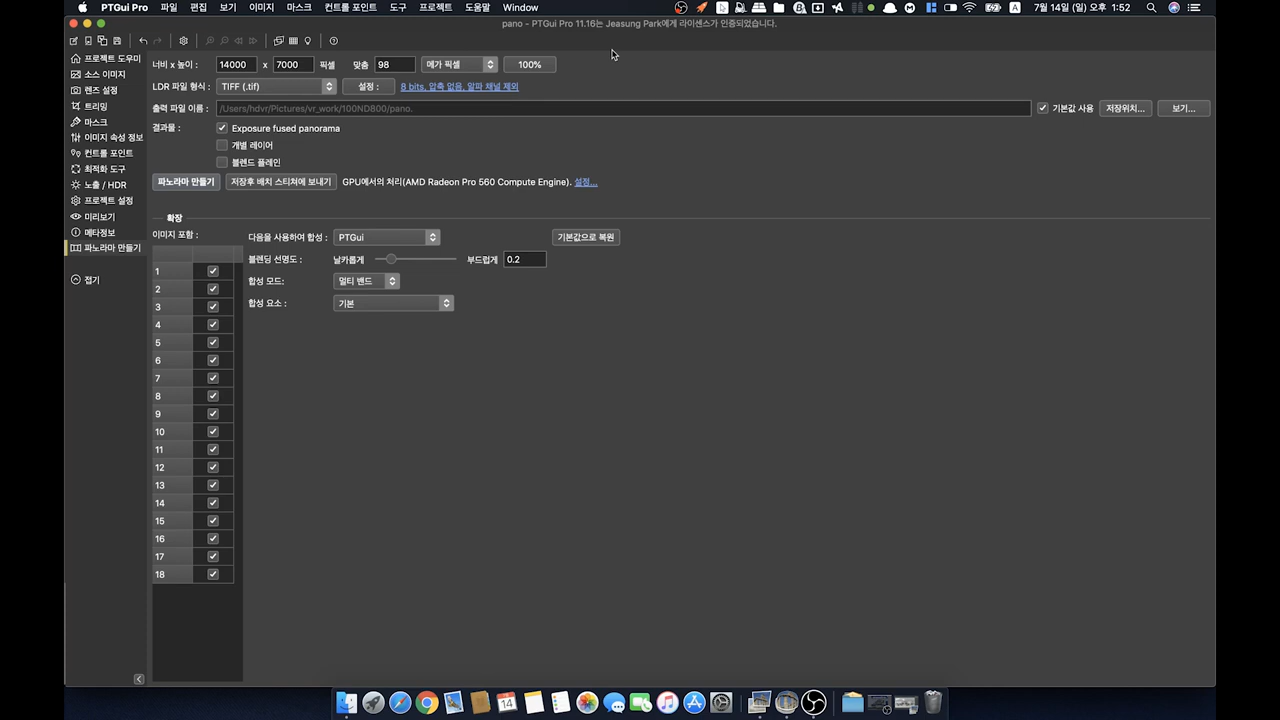 PTGui Pro 파일 편집 보기 이미지 마스크 컨트롤 포인트 도구 프로젝트 도움말 Window A M A 7월 14일 (일) 오후 1:52
pano - PTGui Pro 11.16는 Jeasung Park에게 라이센스가 인증되었습니다.
프로젝트 도우미
소스 이미지
렌즈 설정
트리밍
마스크
이미지 속성 정보
컨트롤 포인트
최적화 도구
노출 / HDR
프로젝트 설정
미리보기
메타정보
파노라마 만들기
접기
너비 x 높이 : 14000 x 7000 픽셀 맞춤 98 메가 픽셀 100%
LDR 파일 형식 : TIFF (.tif) 설정 : 8 bits, 압축 없음, 알파 채널 제외
출력 파일 이름 : /Users/hdvr/Pictures/vr_work/100ND800/pano. 기본값 사용 저장위치... 보기...
결과물 : Exposure fused panorama
개별 레이어
블렌드 플레인
파노라마 만들기 저장후 배치 스티쳐에 보내기 GPU에서의 처리(AMD Radeon Pro 560 Compute Engine). 설정...
확장
이미지 포함 : 다음을 사용하여 합성 : PTGui 기본값으로 복원
블렌딩 선명도 : 날카롭게 부드럽게 0.2
합성 모드: 멀티 밴드
합성 요소 : 기본
1
2
3
4
5
6
7
8
9
10
11
12
13
14
15
16
17
18
14